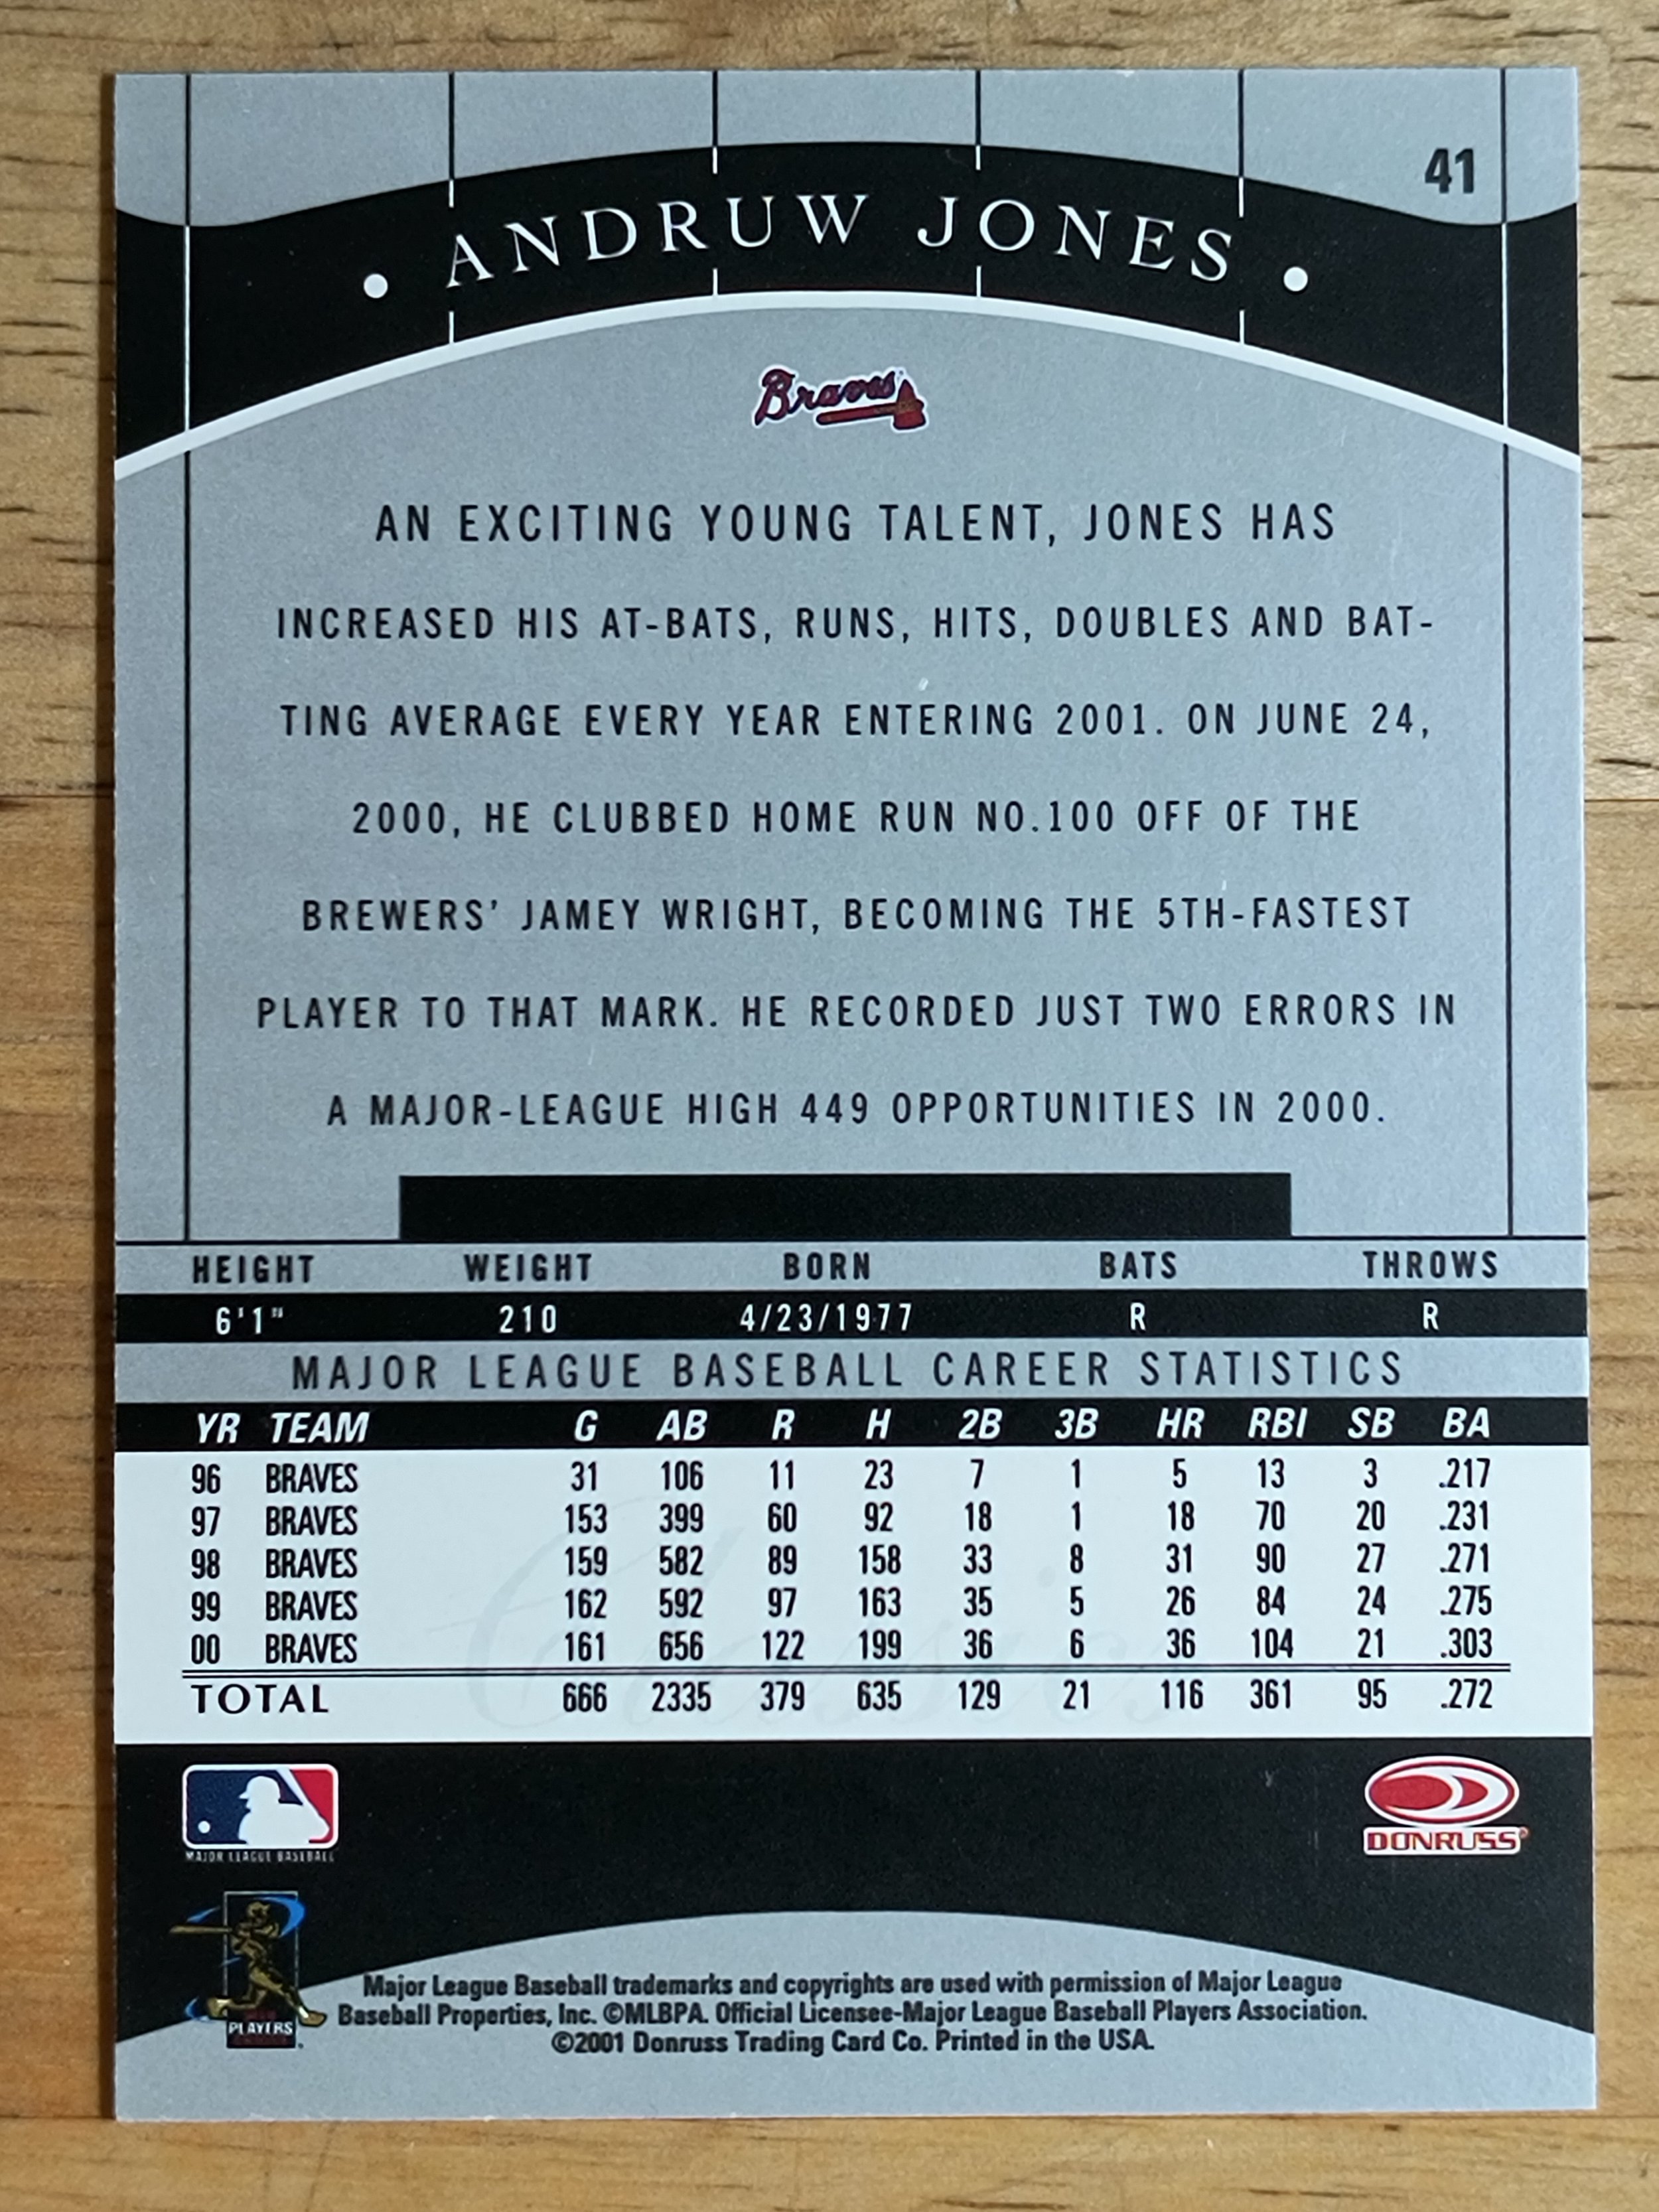 41
• ANDRUW JONES •
Braves
AN EXCITING YOUNG TALENT, JONES HAS
INCREASED HIS AT-BATS, RUNS, HITS, DOUBLES AND BAT-
TING AVERAGE EVERY YEAR ENTERING 2001. ON JUNE 24,
2000, HE CLUBBED HOME RUN NO.100 OFF OF THE
BREWERS' JAMEY WRIGHT, BECOMING THE 5TH-FASTEST
PLAYER TO THAT MARK. HE RECORDED JUST TWO ERRORS IN
A MAJOR-LEAGUE HIGH 449 OPPORTUNITIES IN 2000.
HEIGHT WEIGHT BORN BATS THROWS
6'1" 210 4/23/1977 R R
MAJOR LEAGUE BASEBALL CAREER STATISTICS
YR TEAM G AB R H 2B 3B HR RBI SB BA
96 BRAVES 31 106 11 23 7 1 5 13 3 .217
97 BRAVES 153 399 60 92 18 1 18 70 20 .231
98 BRAVES 159 582 89 158 33 8 31 90 27 .271
99 BRAVES 162 592 97 163 35 5 26 84 24 .275
00 BRAVES 161 656 122 199 36 6 36 104 21 .303
TOTAL 666 2335 379 635 129 21 116 361 95 .272
Classics
MAJOR LEAGUE BASEBALL
DONRUSS®
PLAYERS
Major League Baseball trademarks and copyrights are used with permission of Major League
Baseball Properties, Inc. ©MLBPA. Official Licensee-Major League Baseball Players Association.
©2001 Donruss Trading Card Co. Printed in the USA.